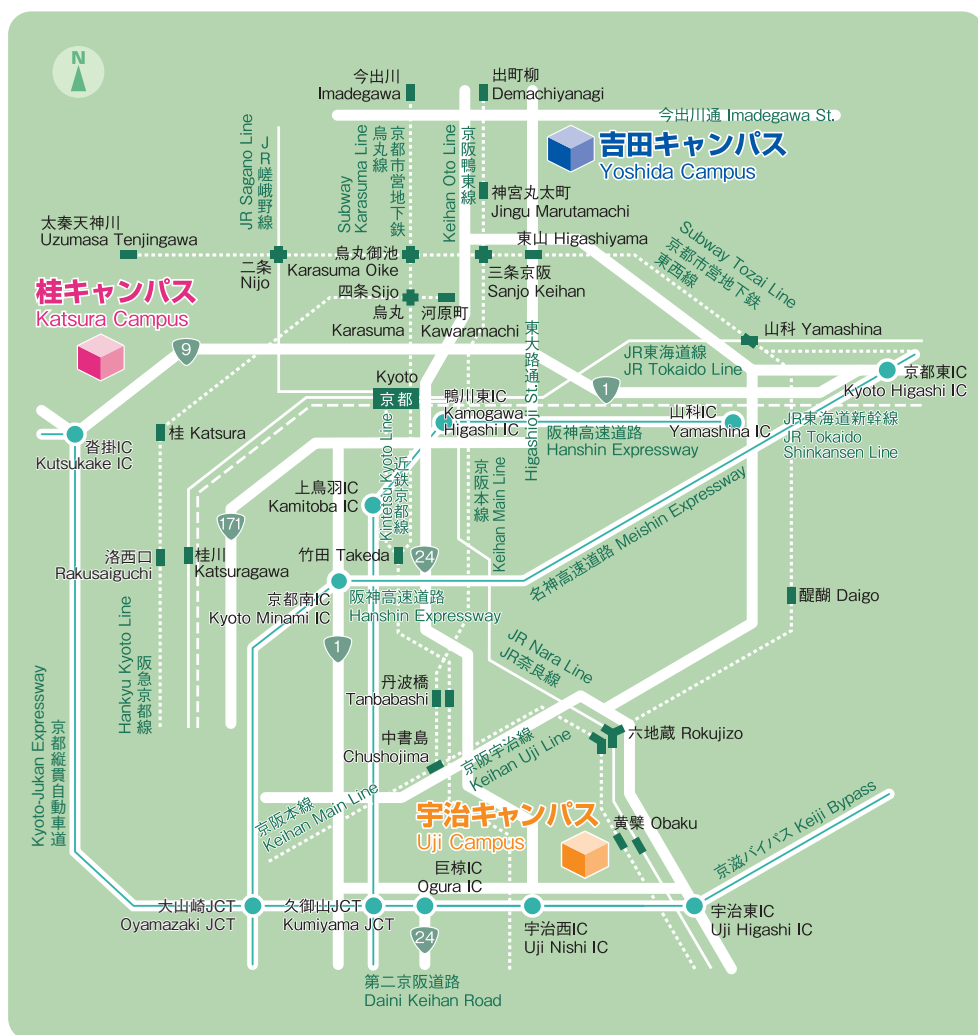 N
今出川
Imadegawa
出町柳
Demachiyanagi
今出川通 Imadegawa St.
吉田キャンパス
Yoshida Campus
JR Sagano Line
JR嵯峨野線
Subway
Karasuma Line
烏丸線
京都市営地下鉄
Keihan Oto Line
京阪鴨東線
神宮丸太町
Jingu Marutamachi
太秦天神川
Uzumasa Tenjingawa
二条
Nijo
烏丸御池
Karasuma Oike
東山 Higashiyama
三条京阪
Sanjo Keihan
Subway Tozai Line
京都市営地下鉄
東西線
四条 Sijo
烏丸
Karasuma
河原町
Kawaramachi
桂キャンパス
Katsura Campus
9
東大路通
Higashioji St.
山科 Yamashina
JR東海道線
JR Tokaido Line
1
京都東IC
Kyoto Higashi IC
Kyoto
京都
鴨川東IC
Kamogawa
Higashi IC
山科IC
Yamashina IC
阪神高速道路
Hanshin Expressway
JR東海道新幹線
JR Tokaido
Shinkansen Line
沓掛IC
Kutsukake IC
桂 Katsura
上鳥羽IC
Kamitoba IC
Kintetsu Kyoto Line
近鉄京都線
京阪本線
Keihan Main Line
171
洛西口
Rakusaiguchi
桂川
Katsuragawa
竹田 Takeda
24
名神高速道路 Meishin Expressway
京都南IC
Kyoto Minami IC
阪神高速道路
Hanshin Expressway
醍醐 Daigo
1
Hankyu Kyoto Line
阪急京都線
JR Nara Line
JR奈良線
丹波橋
Tanbabashi
中書島
Chushojima
六地蔵 Rokujizo
京阪宇治線
Keihan Uji Line
Kyoto-Jukan Expressway
京都縦貫自動車道
京阪本線
Keihan Main Line
宇治キャンパス
Uji Campus
黄檗 Obaku
京滋バイパス Keiji Bypass
巨椋IC
Ogura IC
大山崎JCT
Oyamazaki JCT
久御山JCT
Kumiyama JCT
宇治西IC
Uji Nishi IC
宇治東IC
Uji Higashi IC
24
第二京阪道路
Daini Keihan Road